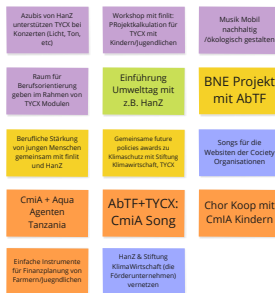 Azubis von HanZ
unterstützen TYCX bei
Konzerten (Licht, Ton,
etc)
Workshop mit finlit:
PRojektkalkulation für
TYCX mit
Kindern/Jugendlichen
Musik Mobil
nachhaltig
/ökologisch gestalten
Raum für
Berufsorientierung
geben im Rahmen von
TYCX Modulen
Einführung
Umwelttag mit
z.B. HanZ
BNE Projekt
mit AbTF
Berufliche Stärkung
von jungen Menschen
gemeinsam mit finlit
und HanZ
Gemeinsame future
policies awards zu
Klimaschutz mit Stiftung
Klimawirtschaft, TYCX
Songs für die
Websiten der Cociety
Organisationen
CmiA + Aqua
Agenten
Tanzania
AbTF+TYCX:
CmiA Song
Chor Koop mit
CmIA Kindern
Einfache Instrumente
für Finanzplanung von
Farmern/Juegndlichen
HanZ & Stiftung
KlimaWirtschaft (die
Förderunternehmen)
vernetzen